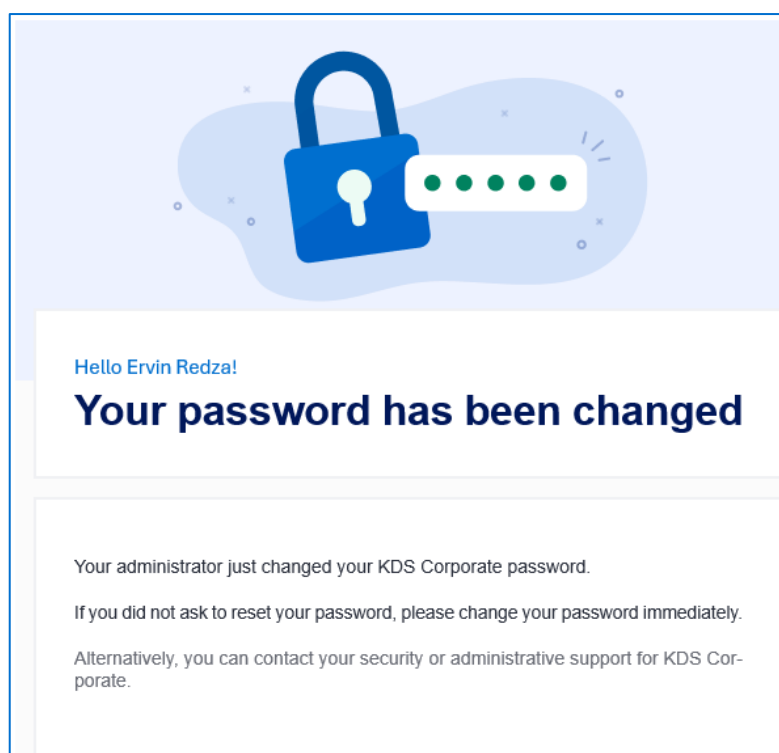 Hello Ervin Redza!
Your password has been changed
Your administrator just changed your KDS Corporate password.
If you did not ask to reset your password, please change your password immediately.
Alternatively, you can contact your security or administrative support for KDS Cor-
porate.